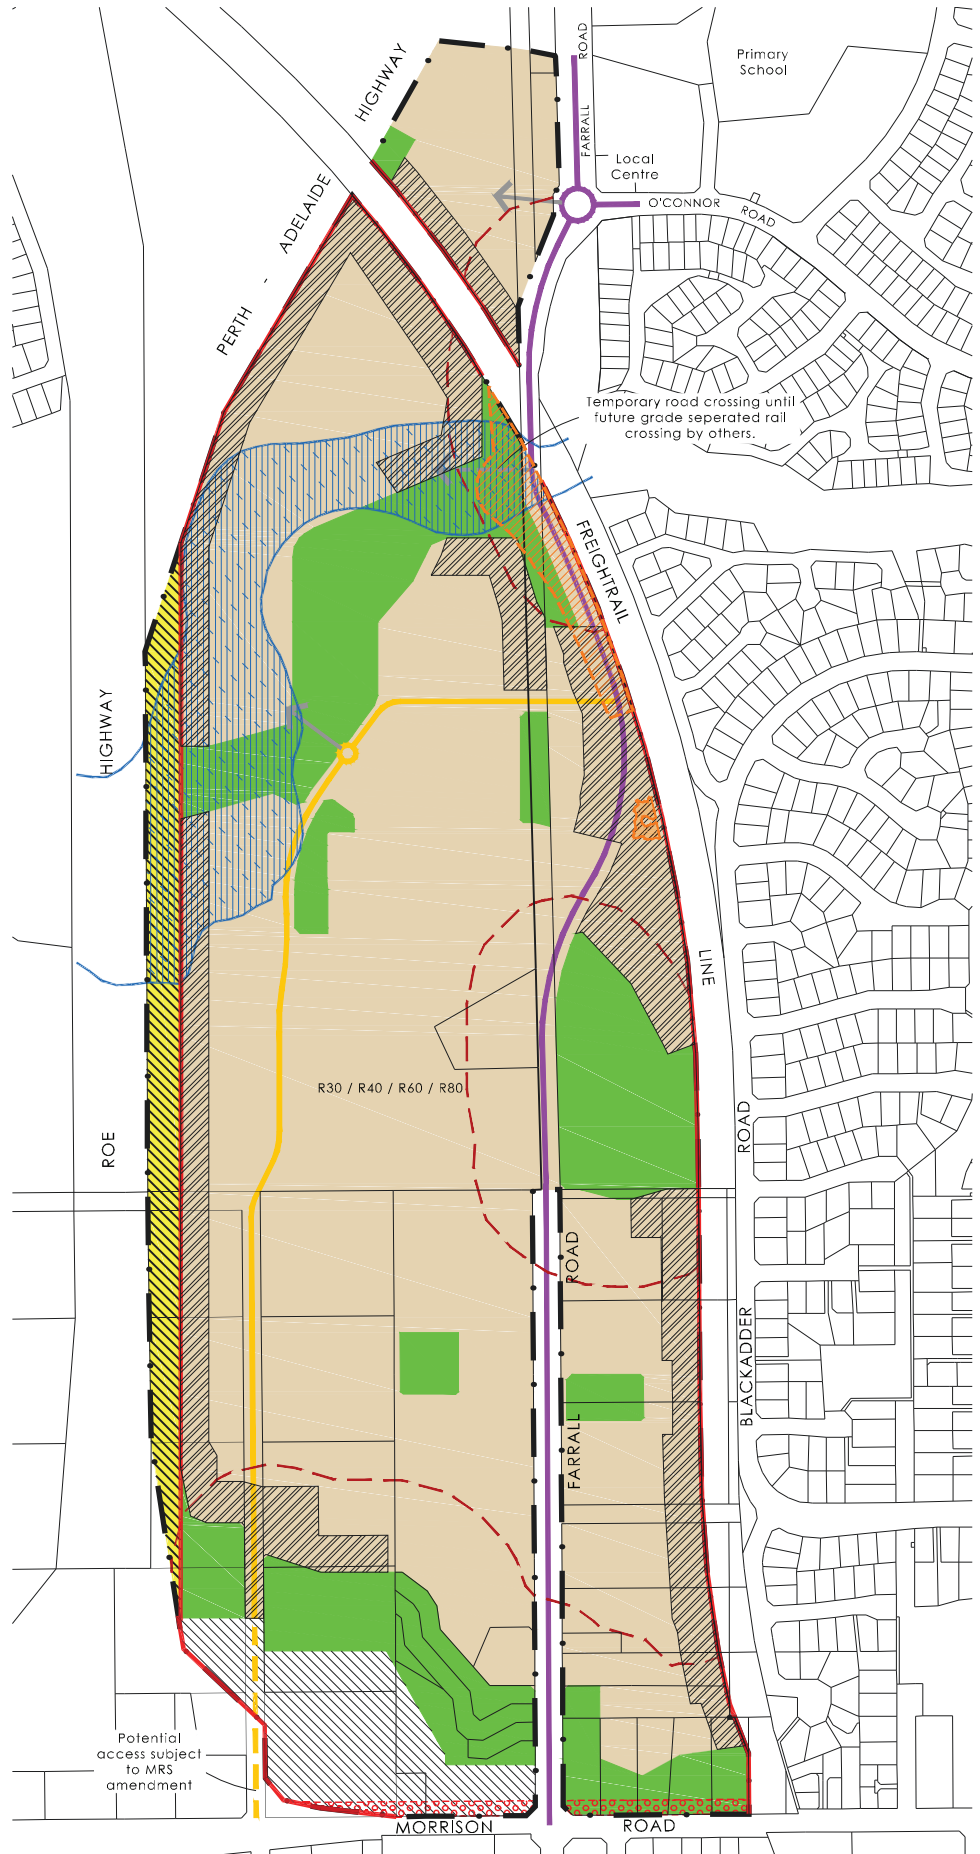 ROAD
FARRALL
Primary
School
HIGHWAY
ADELAIDE
-
PERTH
Local
Centre
O'CONNOR
ROAD
Temporary road crossing until
future grade seperated rail
crossing by others.
FREIGHTRAIL
LINE
HIGHWAY
ROE
R30 / R40 / R60 / R80
ROAD
BLACKADDER
ROAD
FARRALL
Potential
access subject
to MRS
amendment
MORRISON
ROAD